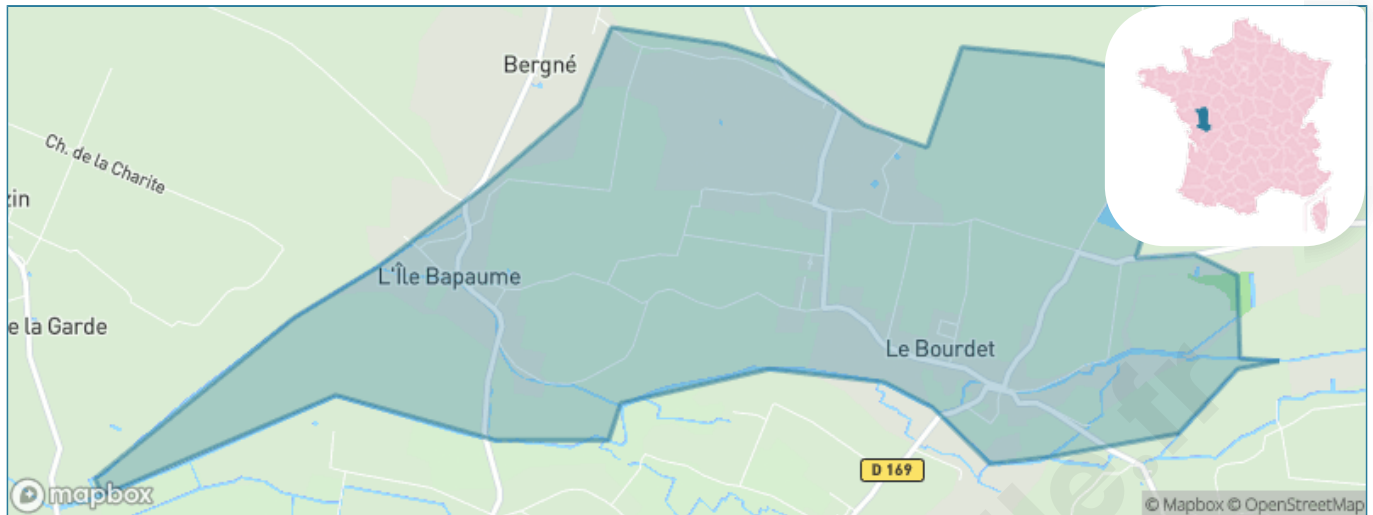 Bergné
Ch. de la Charite
zin
L'Île Bapaume
e la Garde
Le Bourdet
D 169
mapbox
© Mapbox © OpenStreetMap